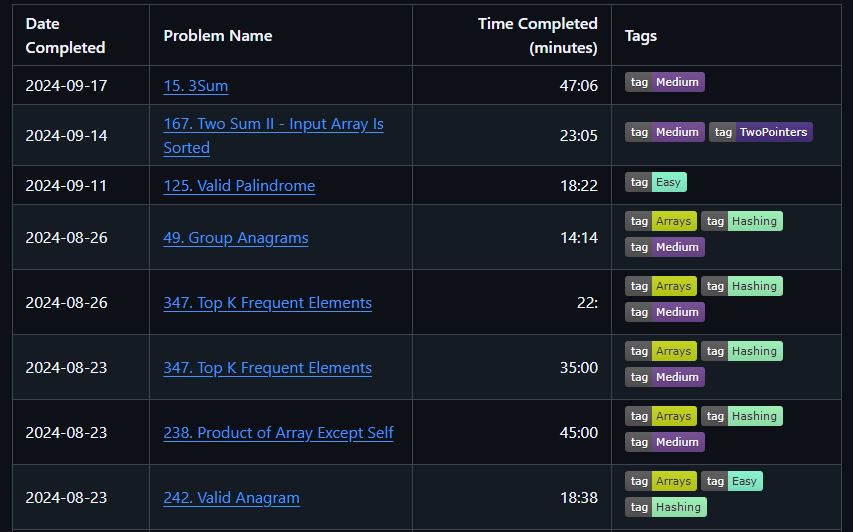 Date Completed Problem Name Time Completed (minutes) Tags
2024-09-17 15. 3Sum 47:06 tag Medium
2024-09-14 167. Two Sum II - Input Array Is Sorted 23:05 tag Medium tag TwoPointers
2024-09-11 125. Valid Palindrome 18:22 tag Easy
2024-08-26 49. Group Anagrams 14:14 tag Arrays tag Hashing tag Medium
2024-08-26 347. Top K Frequent Elements 22: tag Arrays tag Hashing tag Medium
2024-08-23 347. Top K Frequent Elements 35:00 tag Arrays tag Hashing tag Medium
2024-08-23 238. Product of Array Except Self 45:00 tag Arrays tag Hashing tag Medium
2024-08-23 242. Valid Anagram 18:38 tag Arrays tag Easy tag Hashing